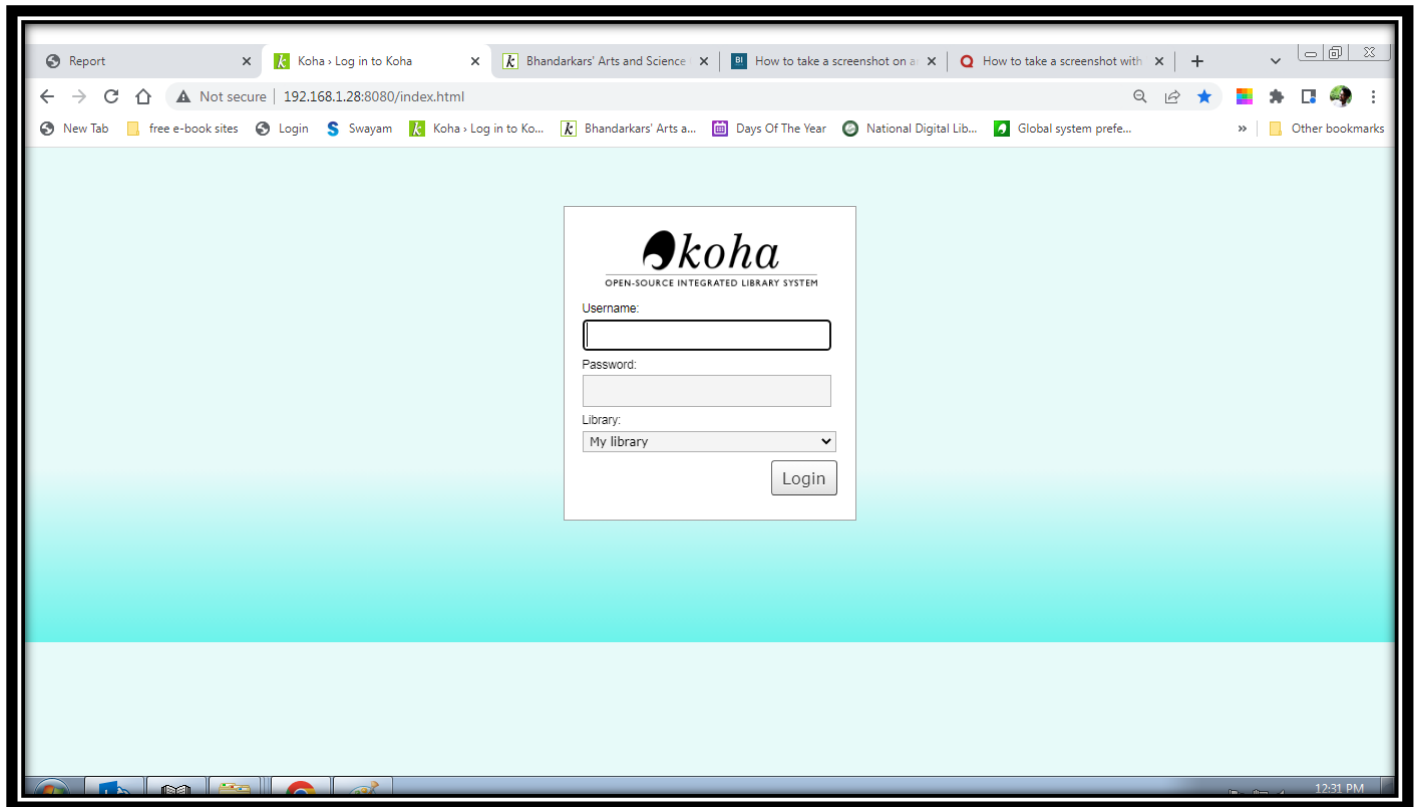 Report
Koha › Log in to Koha
Bhandarkars' Arts and Science
How to take a screenshot on a
How to take a screenshot with
Not secure
192.168.1.28:8080/index.html
New Tab
free e-book sites
Login
Swayam
Koha › Log in to Ko...
Bhandarkars' Arts a...
Days Of The Year
National Digital Lib...
Global system prefe...
»
Other bookmarks
koha
OPEN-SOURCE INTEGRATED LIBRARY SYSTEM
Username:
Password:
Library:
My library
Login
12:31 PM